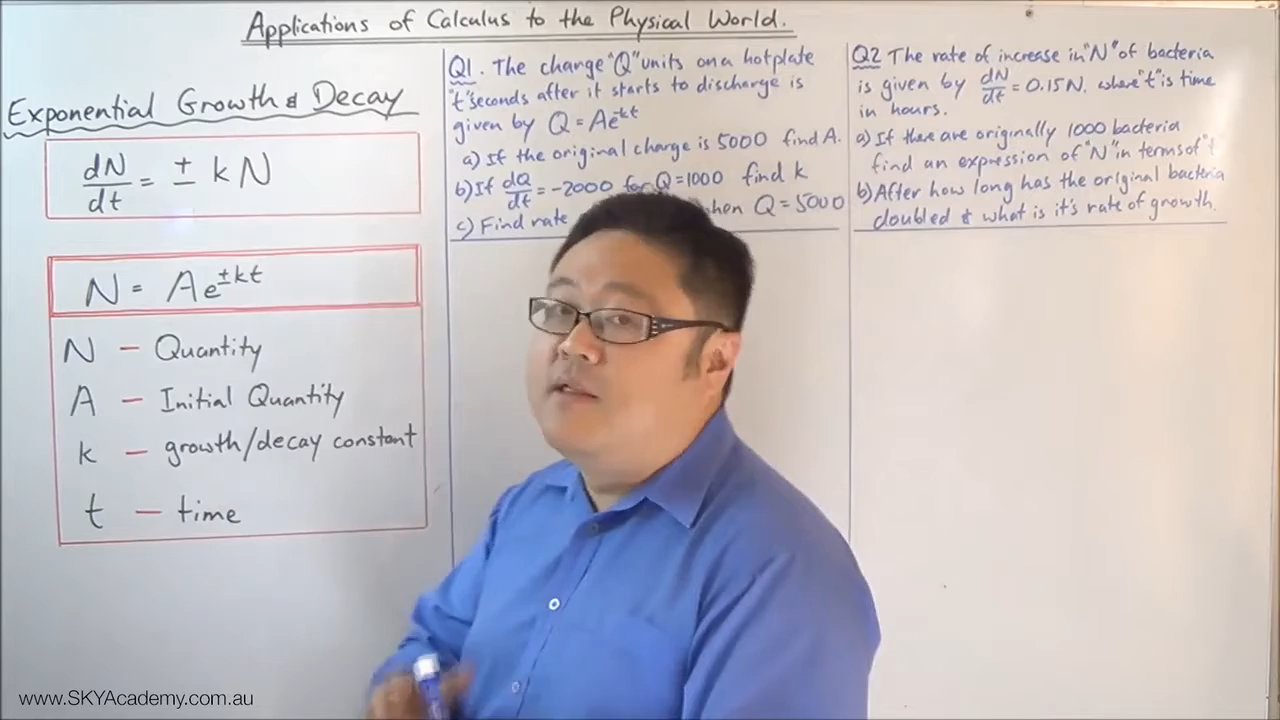 Applications of Calculus to the Physical World.
Exponential Growth & Decay
dN/dt = ± kN
N = Ae^±kt
N — Quantity
A — Initial Quantity
k — growth/decay constant
t — time
Q1. The change "Q" units on a hotplate
"t" seconds after it starts to discharge is
given by Q = Ae^-kt
a) If the original charge is 5000 find A.
b) If dQ/dt = -2000 for Q = 1000 find k
c) Find rate when Q = 5000
Q2 The rate of increase in "N" of bacteria
is given by dN/dt = 0.15N. where "t" is time
in hours.
a) If there are originally 1000 bacteria
find an expression of "N" in terms of "t"
b) After how long has the original bacteria
doubled & what is it's rate of growth.
www.SKYAcademy.com.au